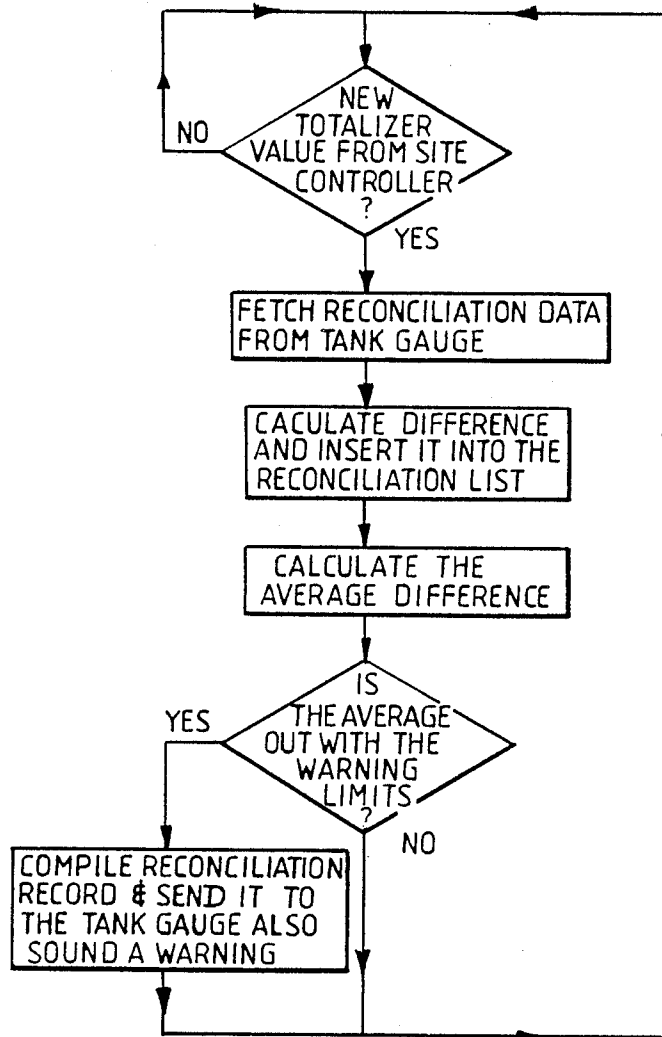 NEW
TOTALIZER
VALUE FROM SITE
CONTROLLER
?
NO
YES
FETCH RECONCILIATION DATA
FROM TANK GAUGE
CACULATE DIFFERENCE
AND INSERT IT INTO THE
RECONCILIATION LIST
CALCULATE THE
AVERAGE DIFFERENCE
IS
THE AVERAGE
OUT WITH THE
WARNING
LIMITS
?
YES
NO
COMPILE RECONCILIATION
RECORD & SEND IT TO
THE TANK GAUGE ALSO
SOUND A WARNING